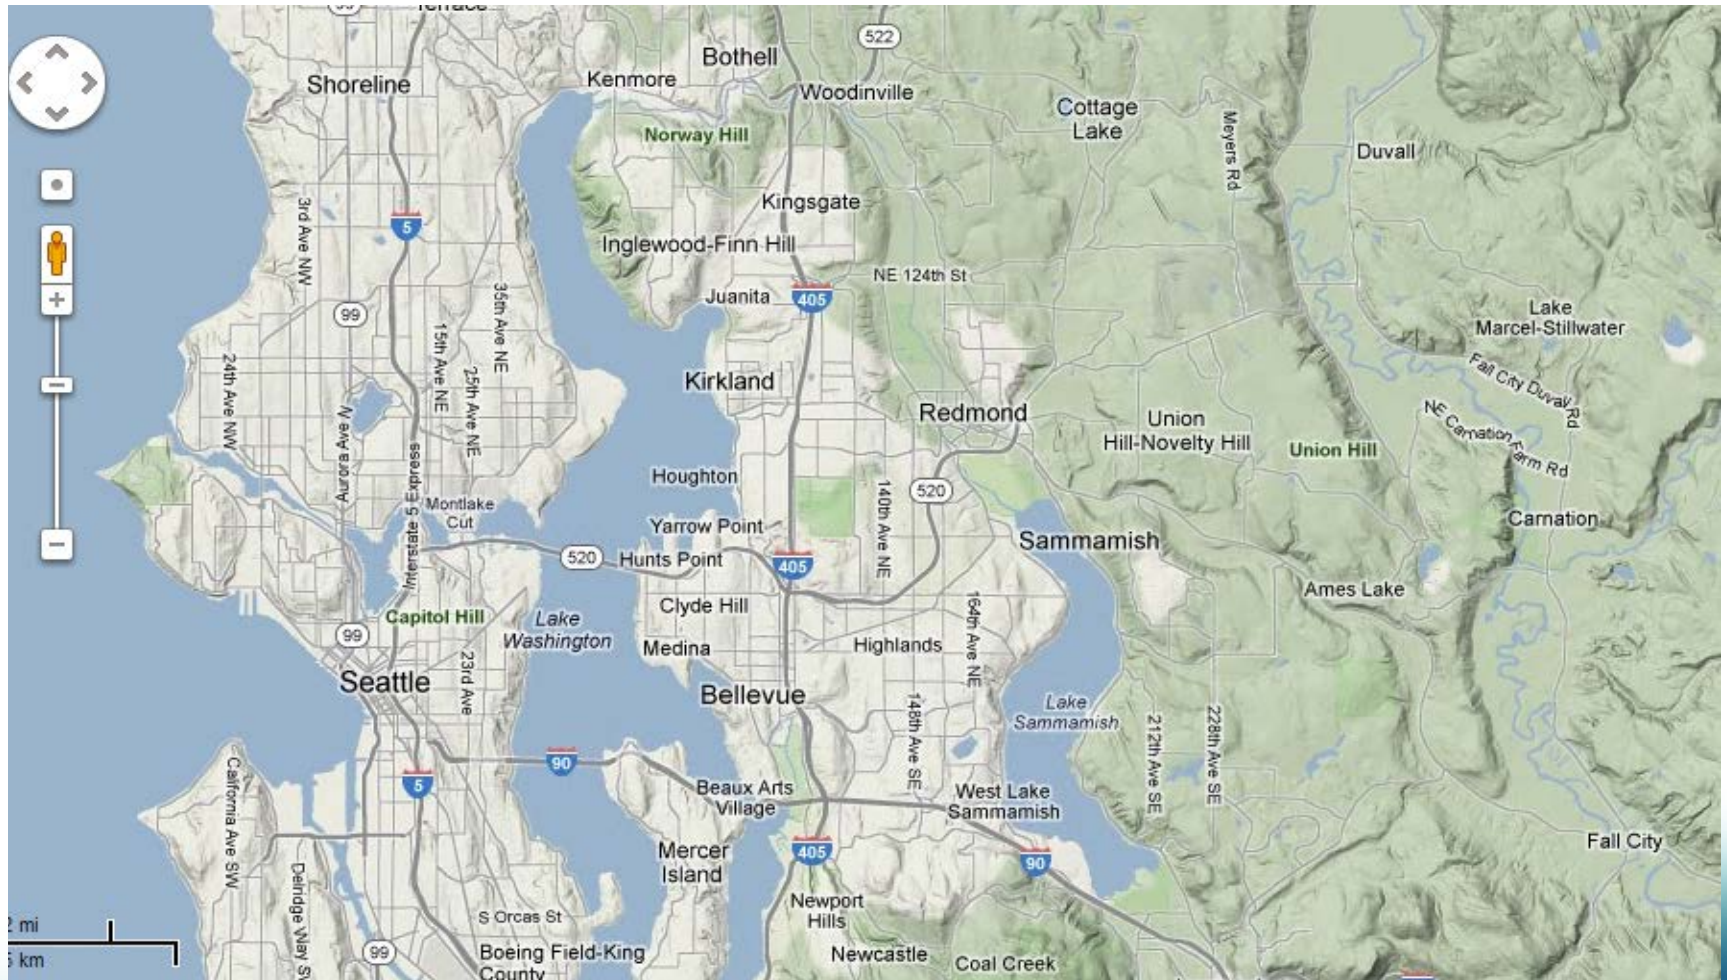 Terrace
99
522
Bothell
Shoreline
Kenmore
Woodinville
Cottage
Lake
Norway Hill
Meyers Rd
Duvall
3rd Ave NW
5
Kingsgate
Inglewood-Finn Hill
NE 124th St
Juanita
405
99
35th Ave NE
15th Ave NE
Lake
Marcel-Stillwater
24th Ave NW
25th Ave NE
Kirkland
Fall City Duvall Rd
Aurora Ave N
Redmond
Union
Hill-Novelty Hill
Union Hill
NE Carnation Farm Rd
Interstate 5 Express
Houghton
140th Ave NE
520
Montlake
Cut
Yarrow Point
Carnation
520
Hunts Point
405
Sammamish
Ames Lake
Capitol Hill
Clyde Hill
Lake
Washington
99
164th Ave NE
Medina
Highlands
23rd Ave
Seattle
Bellevue
148th Ave SE
Lake
Sammamish
212th Ave SE
228th Ave SE
California Ave SW
5
90
Beaux Arts
Village
West Lake
Sammamish
Fall City
Mercer
Island
405
90
Delridge Way SW
S Orcas St
Newport
Hills
2 mi
5 km
99
Boeing Field-King
County
Newcastle
Coal Creek